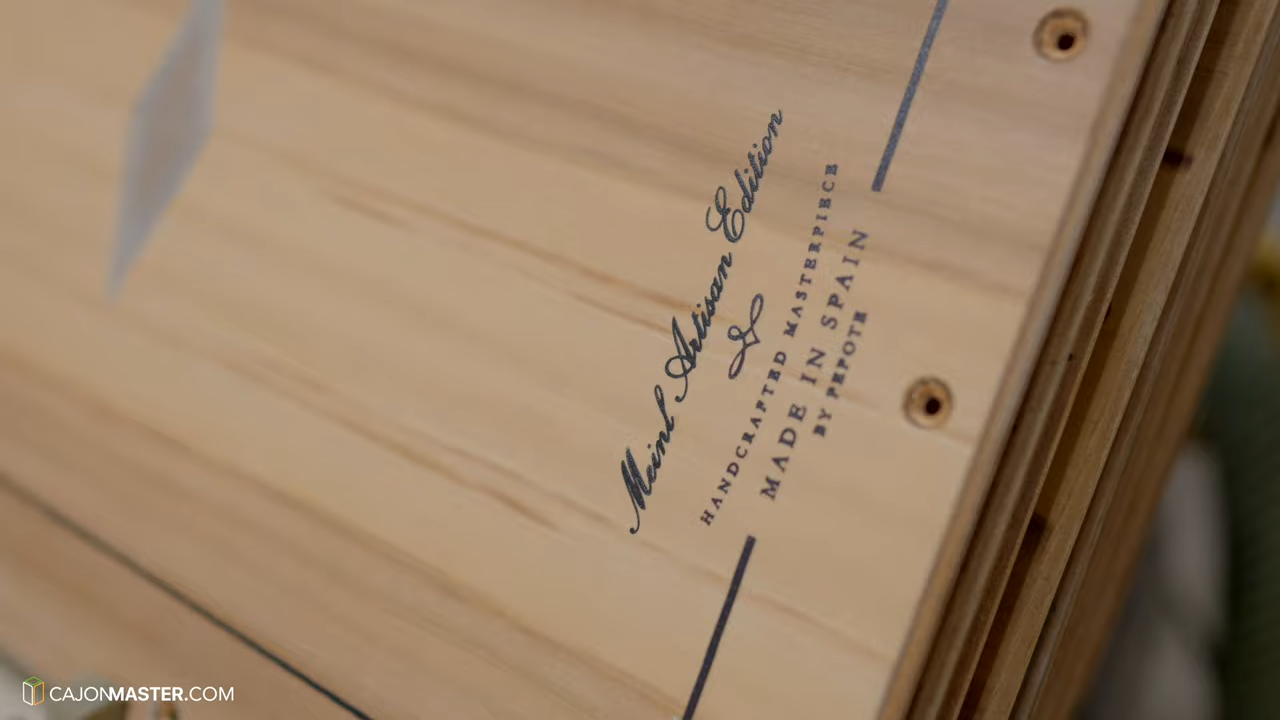 Meinl Artisan Edition
HANDCRAFTED MASTERPIECE
MADE IN SPAIN
BY PEPOTE
CAJONMASTER.COM